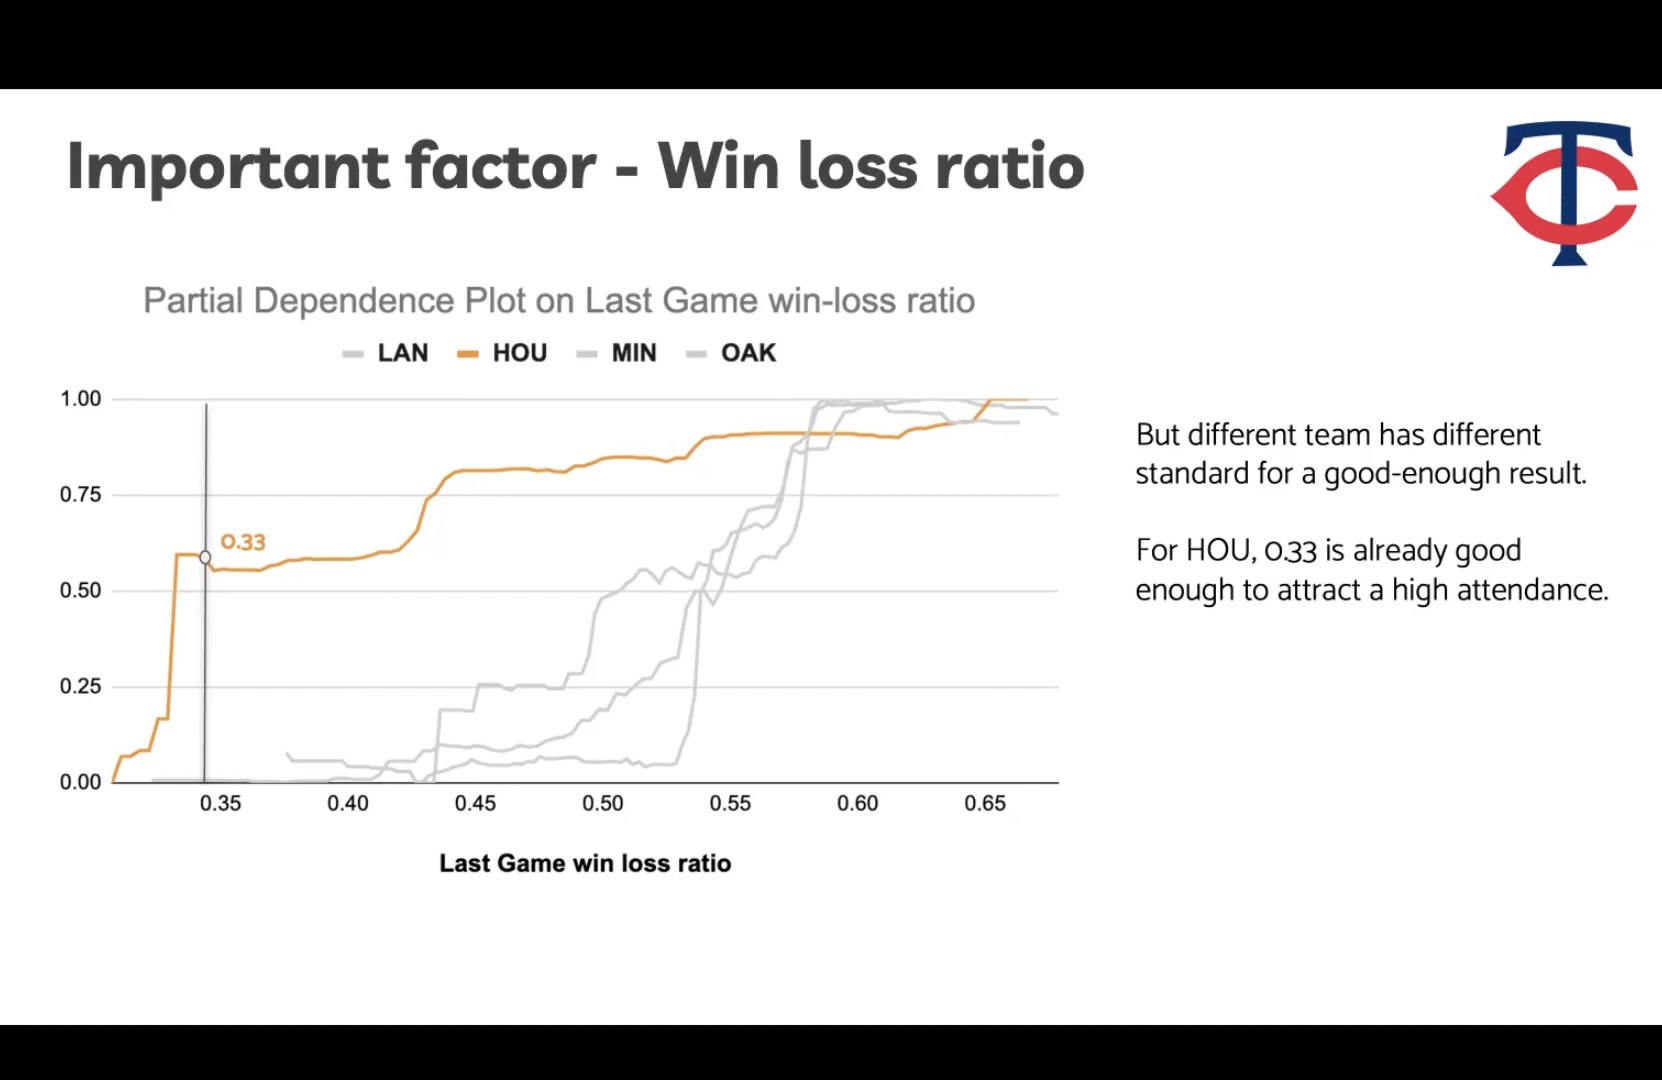 Important factor - Win loss ratio
TC
Partial Dependence Plot on Last Game win-loss ratio
LAN HOU MIN OAK
1.00
0.75
0.50
0.25
0.00
0.33
0.35 0.40 0.45 0.50 0.55 0.60 0.65
Last Game win loss ratio
But different team has different
standard for a good-enough result.
For HOU, 0.33 is already good
enough to attract a high attendance.